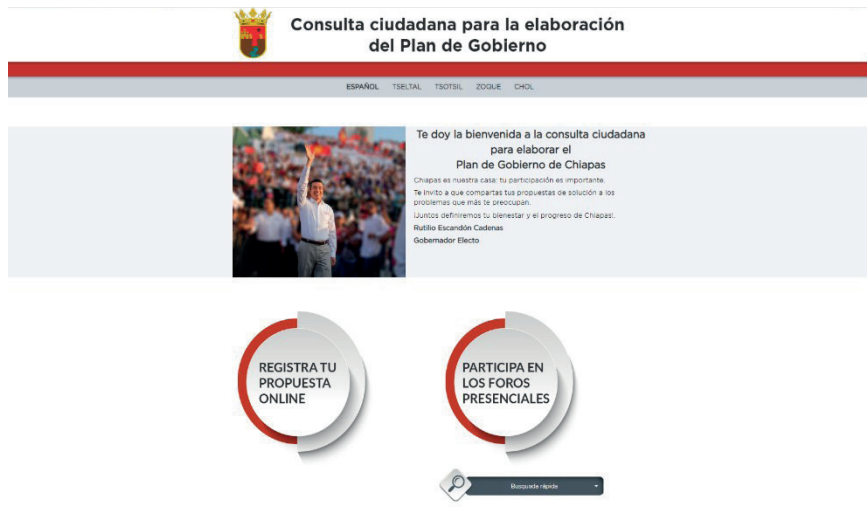 Consulta ciudadana para la elaboración
del Plan de Gobierno
ESPAÑOL TSELTAL TSOTSIL ZOQUE CHOL
Te doy la bienvenida a la consulta ciudadana
para elaborar el
Plan de Gobierno de Chiapas
Chiapas es nuestra casa: tu participación es importante.
Te invito a que compartas tus propuestas de solución a los
problemas que más te preocupan.
¡Juntos definiremos tu bienestar y el progreso de Chiapas!.
Rutilio Escandón Cadenas
Gobernador Electo
REGISTRA TU
PROPUESTA
ONLINE
PARTICIPA EN
LOS FOROS
PRESENCIALES
Busqueda rápida